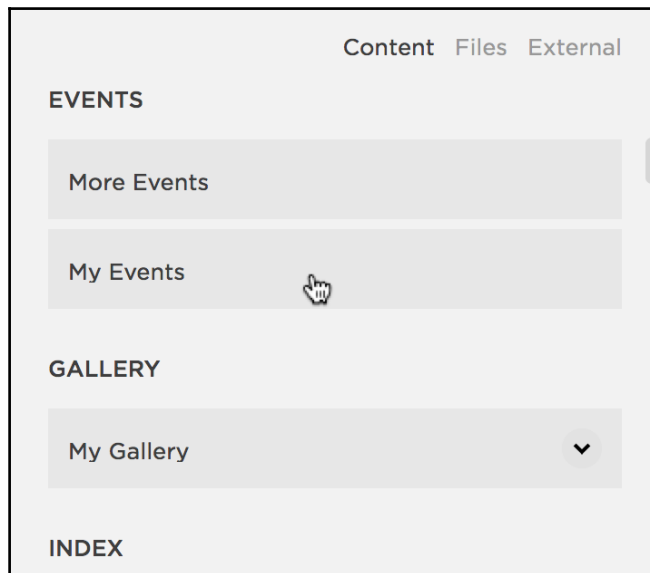 Content Files External
EVENTS
More Events
My Events
GALLERY
My Gallery
INDEX